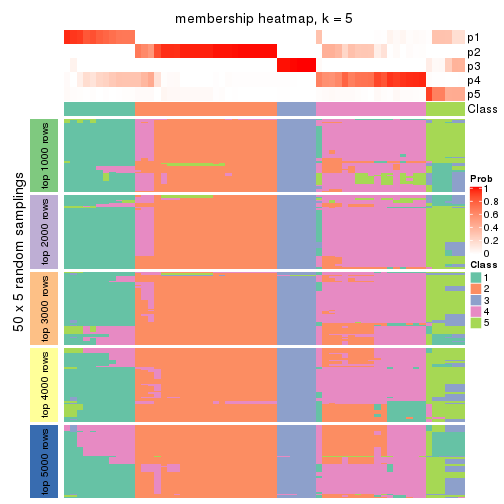 membership heatmap, k = 5
p1
p2
p3
p4
p5
Class
50 x 5 random samplings
top 1000 rows
top 2000 rows
top 3000 rows
top 4000 rows
top 5000 rows
Prob
1
0.8
0.6
0.4
0.2
0
Class
1
2
3
4
5